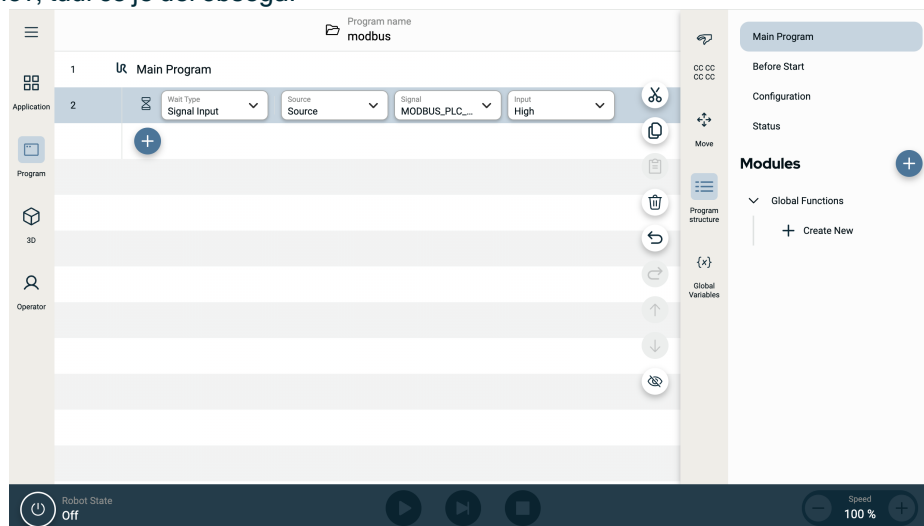 Program name
modbus
Application
Program
3D
Operator
1 Main Program
2 Wait Type Signal Input Source Source Signal MODBUS_PLC_... Input High
CC CC
CC CC
Move
Program
structure
{x}
Global
Variables
Main Program
Before Start
Configuration
Status
Modules
Global Functions
Create New
Robot State
Off
Speed
100 %